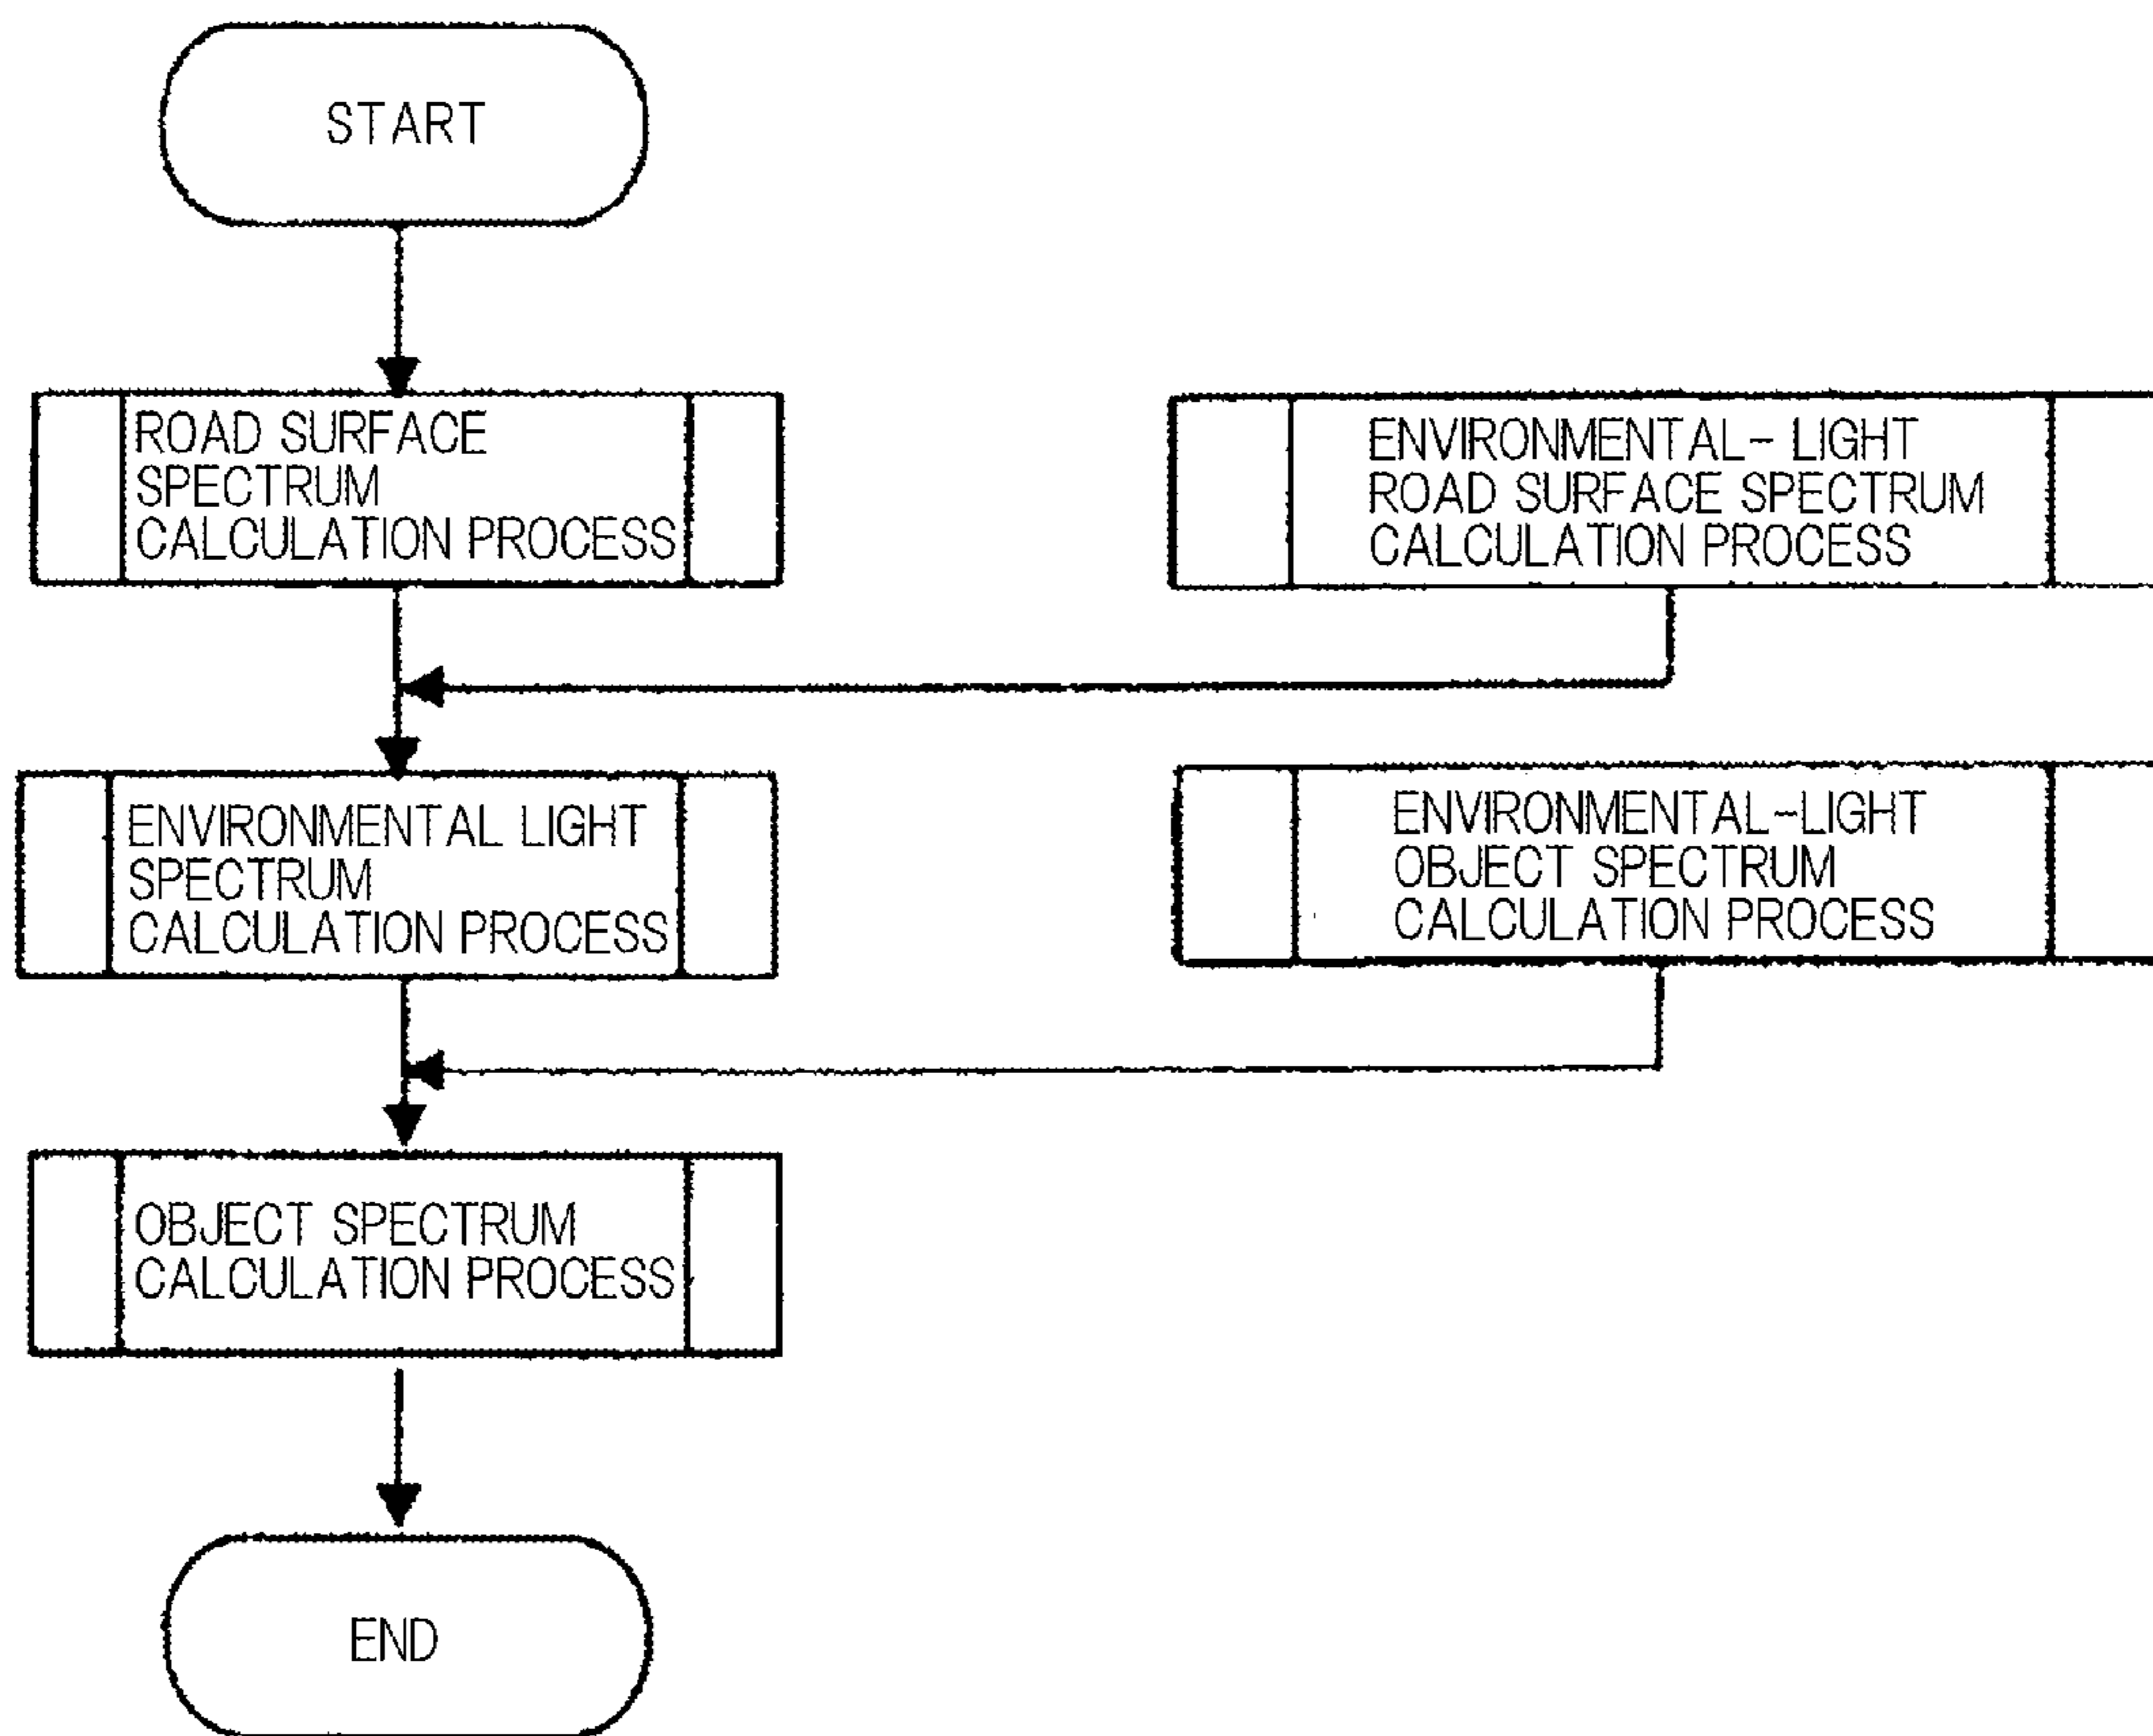 START
ROAD SURFACE
SPECTRUM
CALCULATION PROCESS
ENVIRONMENTAL- LIGHT
ROAD SURFACE SPECTRUM
CALCULATION PROCESS
ENVIRONMENTAL LIGHT
SPECTRUM
CALCULATION PROCESS
ENVIRONMENTAL-LIGHT
OBJECT SPECTRUM
CALCULATION PROCESS
OBJECT SPECTRUM
CALCULATION PROCESS
END